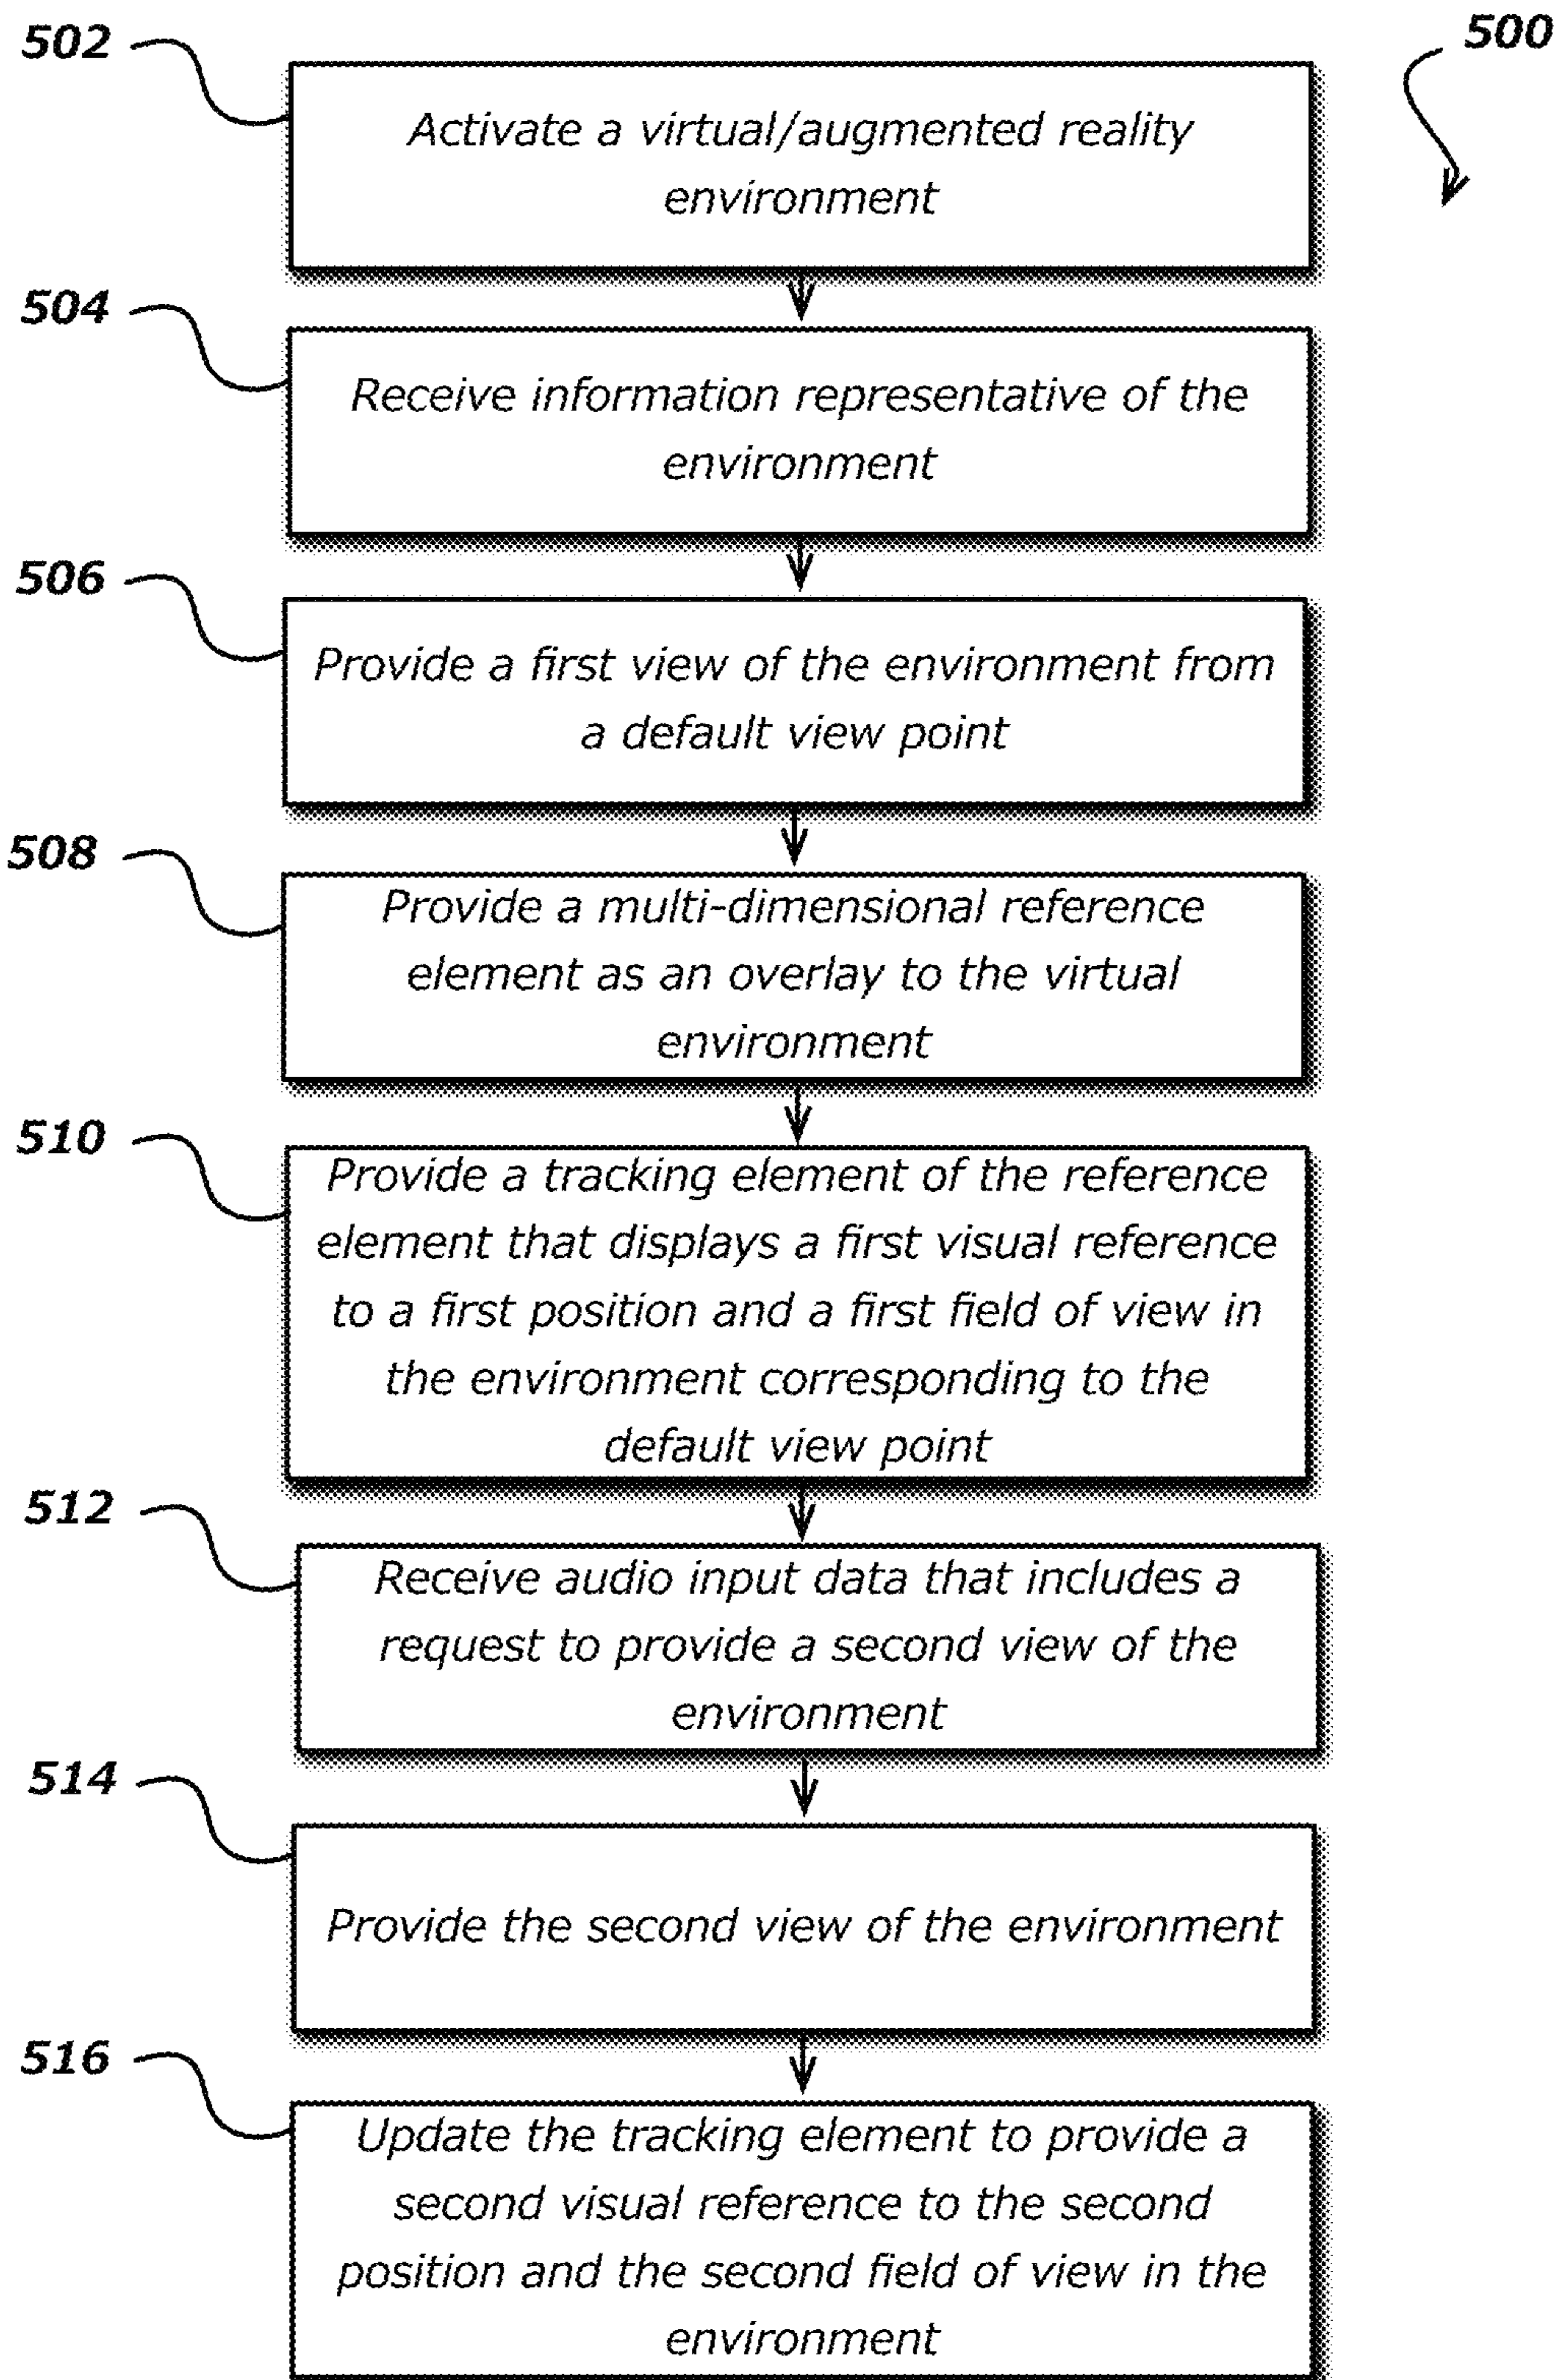 500
502
Activate a virtual/augmented reality
environment
504
Receive information representative of the
environment
506
Provide a first view of the environment from
a default view point
508
Provide a multi-dimensional reference
element as an overlay to the virtual
environment
510
Provide a tracking element of the reference
element that displays a first visual reference
to a first position and a first field of view in
the environment corresponding to the
default view point
512
Receive audio input data that includes a
request to provide a second view of the
environment
514
Provide the second view of the environment
516
Update the tracking element to provide a
second visual reference to the second
position and the second field of view in the
environment